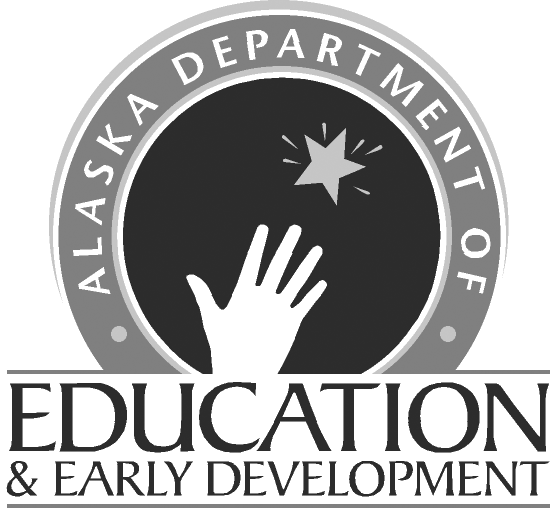 ALASKA DEPARTMENT OF
EDUCATION
& EARLY DEVELOPMENT